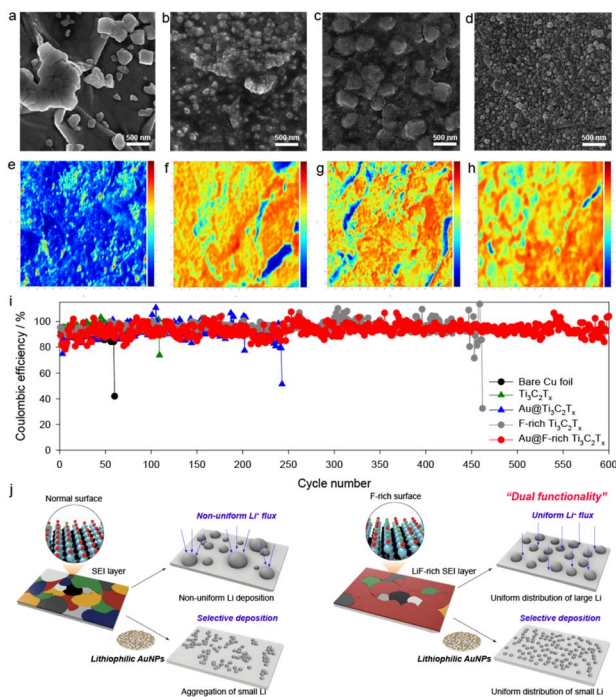 a b c d
500 nm 500 nm 500 nm 500 nm
e f g h
i
Coulombic efficiency / %
100
80
60
40
20
0
0 50 100 150 200 250 300 350 400 450 500 550 600
Cycle number
Bare Cu foil
Ti₃C₂Tₓ
Au@Ti₃C₂Tₓ
F-rich Ti₃C₂Tₓ
Au@F-rich Ti₃C₂Tₓ
j
Normal surface
SEI layer
Non-uniform Li⁺ flux
Non-uniform Li deposition
Selective deposition
Lithiophilic AuNPs
Aggregation of small Li
F-rich surface
"Dual functionality"
LiF-rich SEI layer
Uniform Li⁺ flux
Uniform distribution of large Li
Selective deposition
Lithiophilic AuNPs
Uniform distribution of small Li